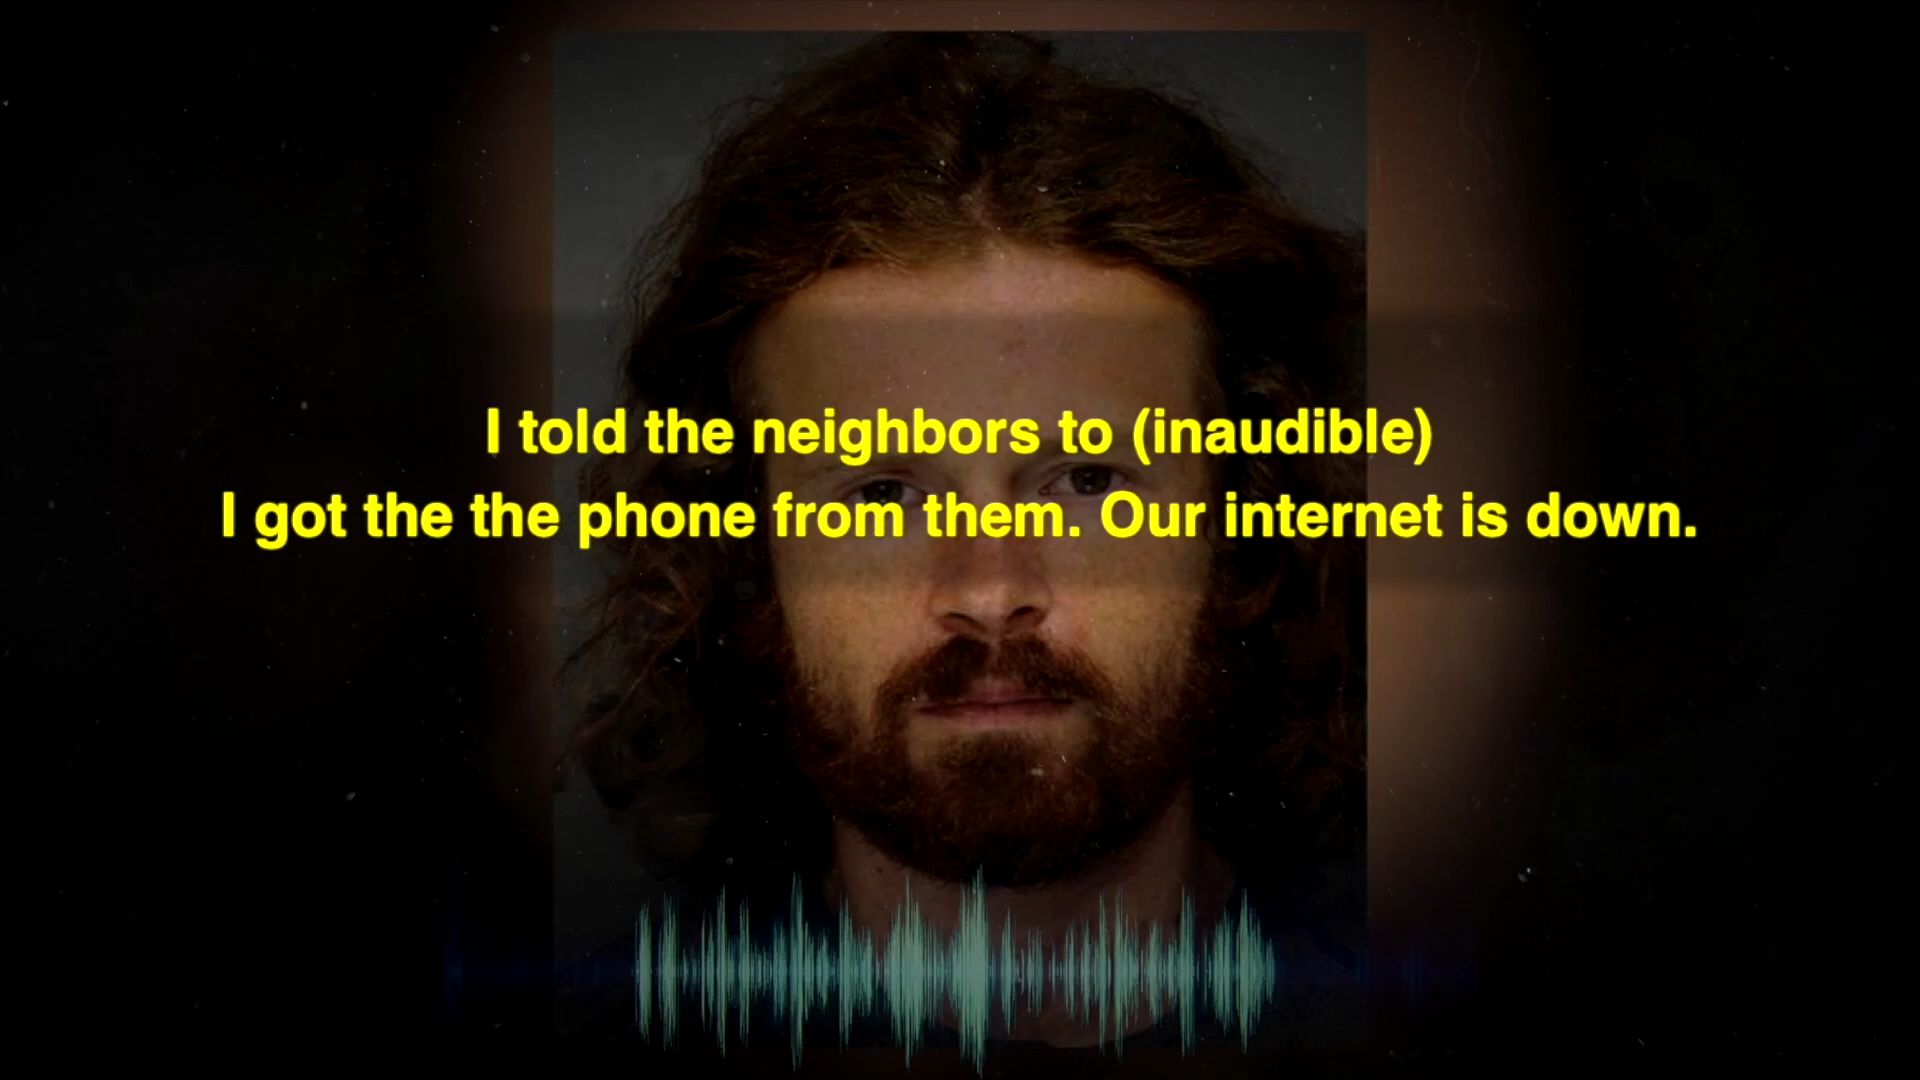 I told the neighbors to (inaudible)
I got the the phone from them. Our internet is down.